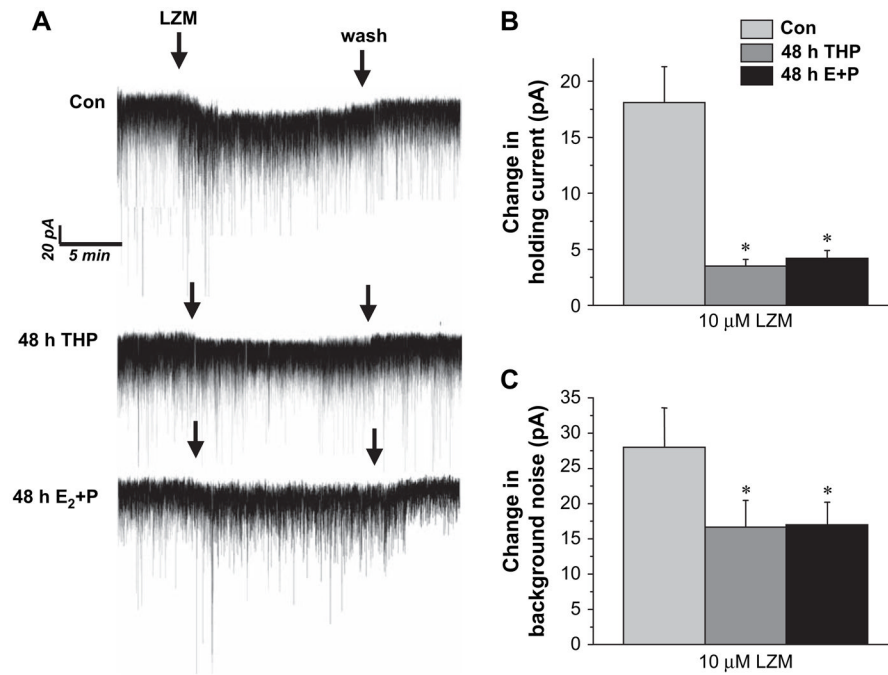 A
LZM
wash
Con
20 pA
5 min
48 h THP
48 h E₂+P
B
Con
48 h THP
48 h E+P
Change in
holding current (pA)
20
15
10
5
0
*
*
10 µM LZM
C
Change in
background noise (pA)
35
30
25
20
15
10
5
0
*
*
10 µM LZM